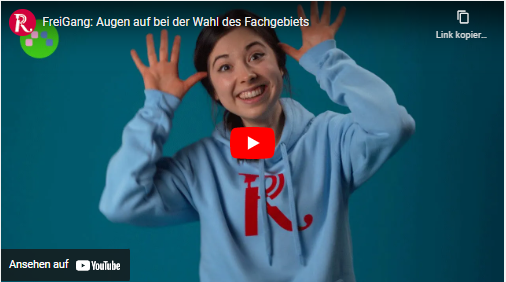 R FreiGang: Augen auf bei der Wahl des Fachgebiets
Link kopier...
R
Ansehen auf YouTube